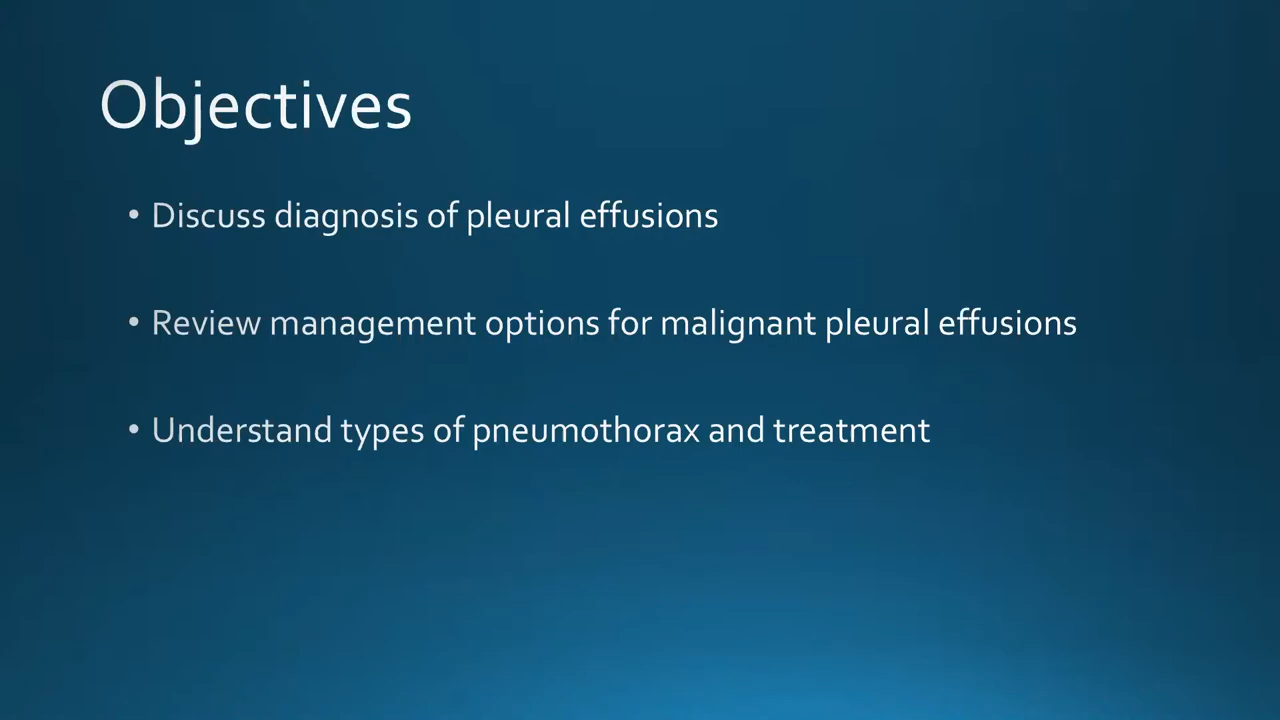 Objectives
• Discuss diagnosis of pleural effusions
• Review management options for malignant pleural effusions
• Understand types of pneumothorax and treatment